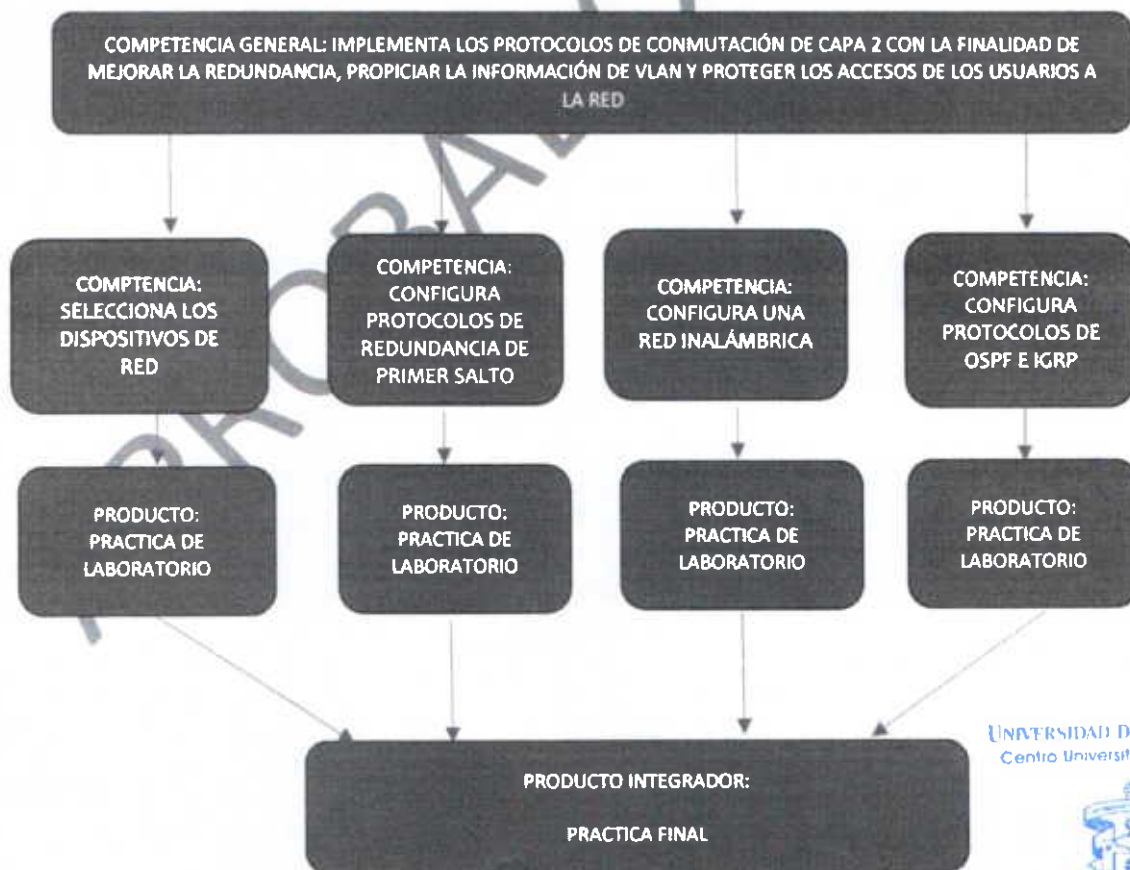 COMPETENCIA GENERAL: IMPLEMENTA LOS PROTOCOLOS DE CONMUTACIÓN DE CAPA 2 CON LA FINALIDAD DE
MEJORAR LA REDUNDANCIA, PROPICIAR LA INFORMACIÓN DE VLAN Y PROTEGER LOS ACCESOS DE LOS USUARIOS A
LA RED
COMPTENCIA:
SELECCIONA LOS
DISPOSITIVOS DE
RED
COMPETENCIA:
CONFIGURA
PROTOCOLOS DE
REDUNDANCIA DE
PRIMER SALTO
COMPETENCIA:
CONFIGURA UNA
RED INALÁMBRICA
COMPETENCIA:
CONFIGURA
PROTOCOLOS DE
OSPF E IGRP
PRODUCTO:
PRACTICA DE
LABORATORIO
PRODUCTO:
PRACTICA DE
LABORATORIO
PRODUCTO:
PRACTICA DE
LABORATORIO
PRODUCTO:
PRACTICA DE
LABORATORIO
PRODUCTO INTEGRADOR:
PRACTICA FINAL
UNIVERSIDAD D
Centro Universit